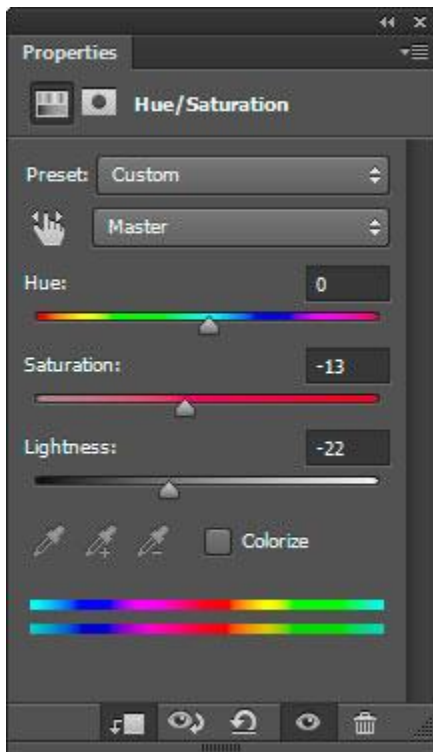 Properties
Hue/Saturation
Preset: Custom
Master
Hue: 0
Saturation: -13
Lightness: -22
Colorize